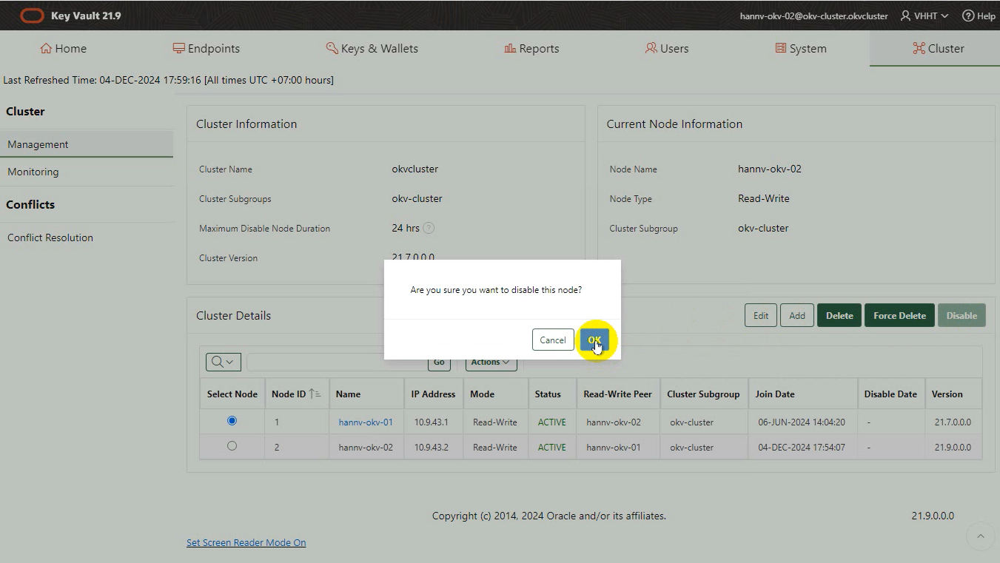 Key Vault 21.9
hannv-okv-02@okv-cluster.okvcluster VHHT Help
Home Endpoints Keys & Wallets Reports Users System Cluster
Last Refreshed Time: 04-DEC-2024 17:59:16 [All times UTC +07:00 hours]
Cluster
Management
Monitoring
Conflicts
Conflict Resolution
Cluster Information
Cluster Name okvcluster
Cluster Subgroups okv-cluster
Maximum Disable Node Duration 24 hrs ?
Cluster Version 21.7.0.0.0
Current Node Information
Node Name hannv-okv-02
Node Type Read-Write
Cluster Subgroup okv-cluster
Are you sure you want to disable this node?
Cancel OK
Cluster Details
Edit Add Delete Force Delete Disable
Go Actions
Select Node Node ID Name IP Address Mode Status Read-Write Peer Cluster Subgroup Join Date Disable Date Version
1 hannv-okv-01 10.9.43.1 Read-Write ACTIVE hannv-okv-02 okv-cluster 06-JUN-2024 14:04:20 - 21.7.0.0.0
2 hannv-okv-02 10.9.43.2 Read-Write ACTIVE hannv-okv-01 okv-cluster 04-DEC-2024 17:54:07 - 21.9.0.0.0
Copyright (c) 2014, 2024 Oracle and/or its affiliates. 21.9.0.0.0
Set Screen Reader Mode On